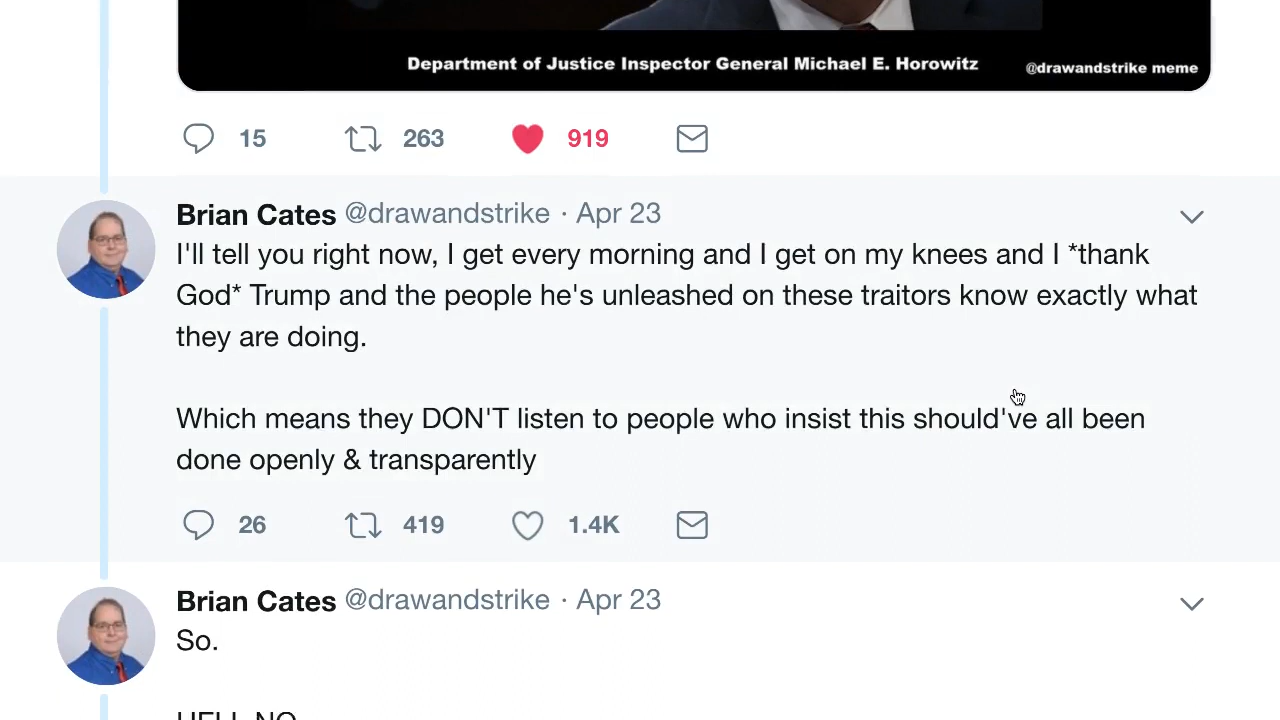 Department of Justice Inspector General Michael E. Horowitz
@drawandstrike meme
15 263 919
Brian Cates @drawandstrike · Apr 23
I'll tell you right now, I get every morning and I get on my knees and I *thank
God* Trump and the people he's unleashed on these traitors know exactly what
they are doing.
Which means they DON'T listen to people who insist this should've all been
done openly & transparently
26 419 1.4K
Brian Cates @drawandstrike · Apr 23
So.
HELL NO